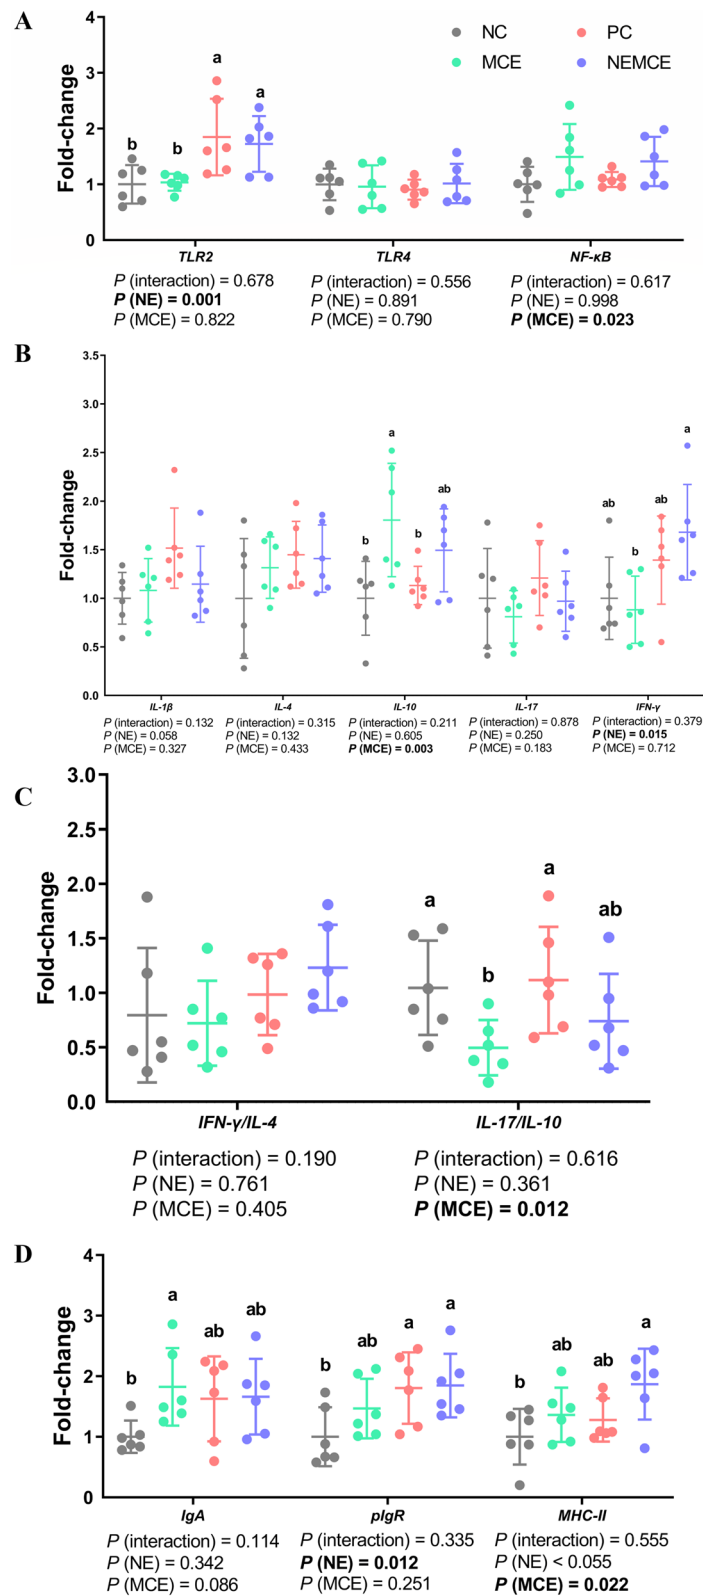 A
NC
PC
MCE
NEMCE
Fold-change
4
3
2
1
0
b
b
a
a
TLR2
TLR4
NF-κB
P (interaction) = 0.678
P (NE) = 0.001
P (MCE) = 0.822
P (interaction) = 0.556
P (NE) = 0.891
P (MCE) = 0.790
P (interaction) = 0.617
P (NE) = 0.998
P (MCE) = 0.023
B
Fold-change
3.5
3.0
2.5
2.0
1.5
1.0
0.5
0.0
b
a
b
ab
ab
b
ab
a
IL-1β
IL-4
IL-10
IL-17
IFN-γ
P (interaction) = 0.132
P (NE) = 0.058
P (MCE) = 0.327
P (interaction) = 0.315
P (NE) = 0.132
P (MCE) = 0.433
P (interaction) = 0.211
P (NE) = 0.605
P (MCE) = 0.003
P (interaction) = 0.878
P (NE) = 0.250
P (MCE) = 0.183
P (interaction) = 0.379
P (NE) = 0.015
P (MCE) = 0.712
C
Fold-change
3.0
2.5
2.0
1.5
1.0
0.5
0.0
a
b
a
ab
IFN-γ/IL-4
IL-17/IL-10
P (interaction) = 0.190
P (NE) = 0.761
P (MCE) = 0.405
P (interaction) = 0.616
P (NE) = 0.361
P (MCE) = 0.012
D
Fold-change
4
3
2
1
0
b
a
ab
ab
b
ab
a
a
b
ab
ab
a
IgA
pIgR
MHC-II
P (interaction) = 0.114
P (NE) = 0.342
P (MCE) = 0.086
P (interaction) = 0.335
P (NE) = 0.012
P (MCE) = 0.251
P (interaction) = 0.555
P (NE) < 0.055
P (MCE) = 0.022